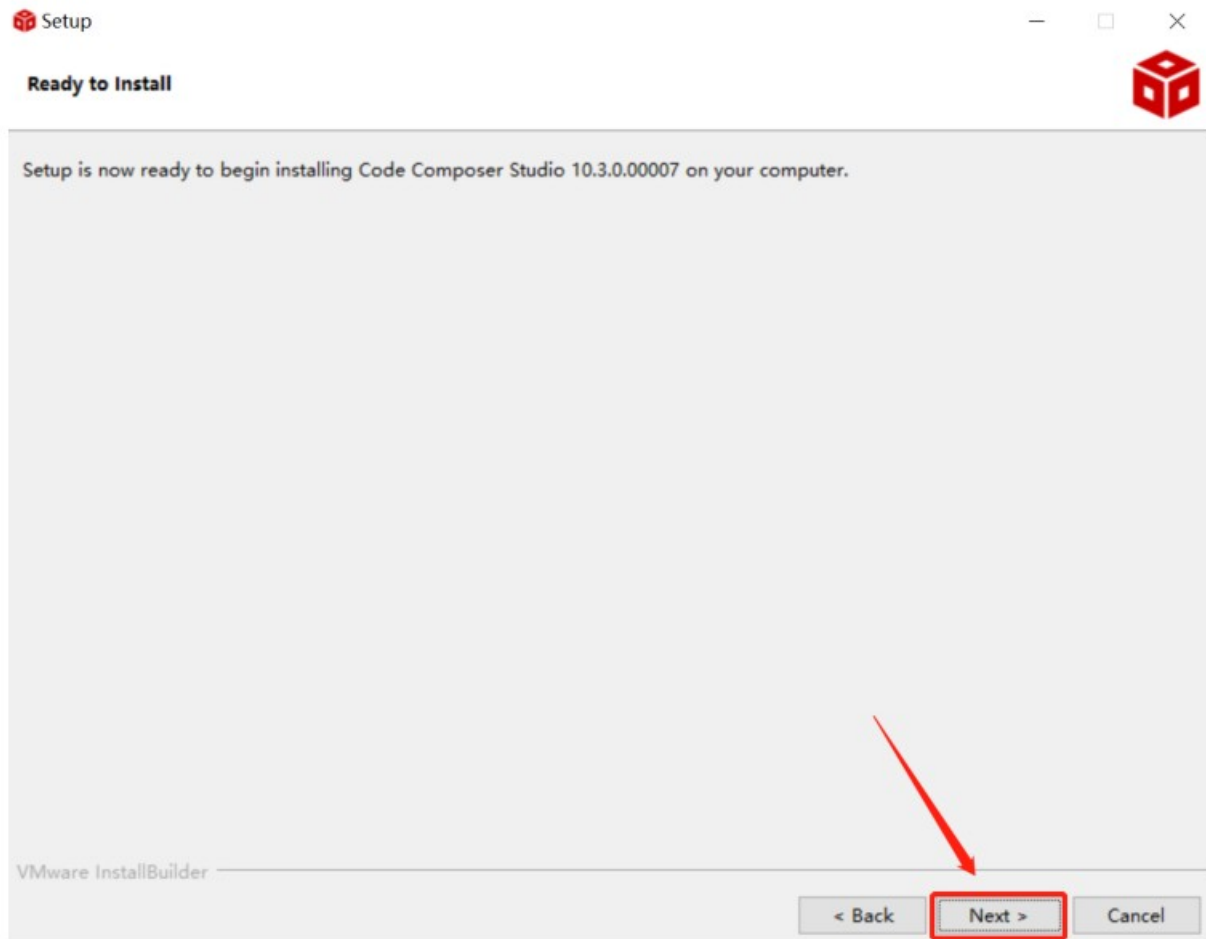 Setup
Ready to Install
Setup is now ready to begin installing Code Composer Studio 10.3.0.00007 on your computer.
VMware InstallBuilder
< Back Next > Cancel